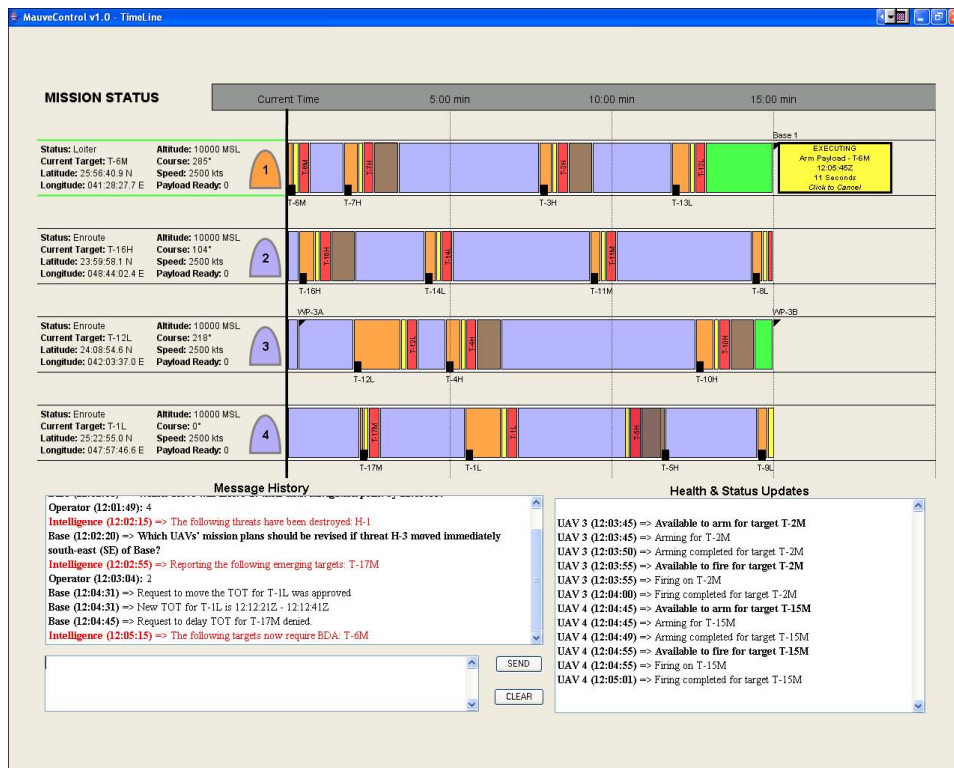 MauveControl v1.0 - TimeLine
MISSION STATUS
Current Time 5:00 min 10:00 min 15:00 min
Base 1
Status: Loiter Altitude: 10000 MSL
Current Target: T-6M Course: 285°
Latitude: 25:56:40.9 N Speed: 2500 kts
Longitude: 041:28:27.7 E Payload Ready: 0
1
T-6M T-7H T-3H T-13L
EXECUTING
Arm Payload - T-6M
12:05:45Z
11 Seconds
Click to Cancel
T-6M T-7H T-3H T-13L
Status: Enroute Altitude: 10000 MSL
Current Target: T-16H Course: 104°
Latitude: 23:59:58.1 N Speed: 2500 kts
Longitude: 048:44:02.4 E Payload Ready: 0
2
T-16H T-14L T-11M
T-16H T-14L T-11M T-8L
WP-3A WP-3B
Status: Enroute Altitude: 10000 MSL
Current Target: T-12L Course: 218°
Latitude: 24:08:54.6 N Speed: 2500 kts
Longitude: 042:03:37.0 E Payload Ready: 0
3
T-12L T-4H T-10H
T-12L T-4H T-10H
Status: Enroute Altitude: 10000 MSL
Current Target: T-1L Course: 0°
Latitude: 25:22:55.0 N Speed: 2500 kts
Longitude: 047:57:46.6 E Payload Ready: 0
4
T-17M T-1L T-5H
T-17M T-1L T-5H T-9L
Message History
Operator (12:01:49): 4
Intelligence (12:02:15) => The following threats have been destroyed: H-1
Base (12:02:20) => Which UAVs' mission plans should be revised if threat H-3 moved immediately
south-east (SE) of Base?
Intelligence (12:02:55) => Reporting the following emerging targets: T-17M
Operator (12:03:04): 2
Base (12:04:31) => Request to move the TOT for T-1L was approved
Base (12:04:31) => New TOT for T-1L is 12:12:21Z - 12:12:41Z
Base (12:04:45) => Request to delay TOT for T-17M denied.
Intelligence (12:05:15) => The following targets now require BDA: T-6M
SEND
CLEAR
Health & Status Updates
UAV 3 (12:03:45) => Available to arm for target T-2M
UAV 3 (12:03:45) => Arming for T-2M
UAV 3 (12:03:50) => Arming completed for target T-2M
UAV 3 (12:03:55) => Available to fire for target T-2M
UAV 3 (12:03:55) => Firing on T-2M
UAV 3 (12:04:00) => Firing completed for target T-2M
UAV 4 (12:04:45) => Available to arm for target T-15M
UAV 4 (12:04:45) => Arming for T-15M
UAV 4 (12:04:49) => Arming completed for target T-15M
UAV 4 (12:04:55) => Available to fire for target T-15M
UAV 4 (12:04:55) => Firing on T-15M
UAV 4 (12:05:01) => Firing completed for target T-15M